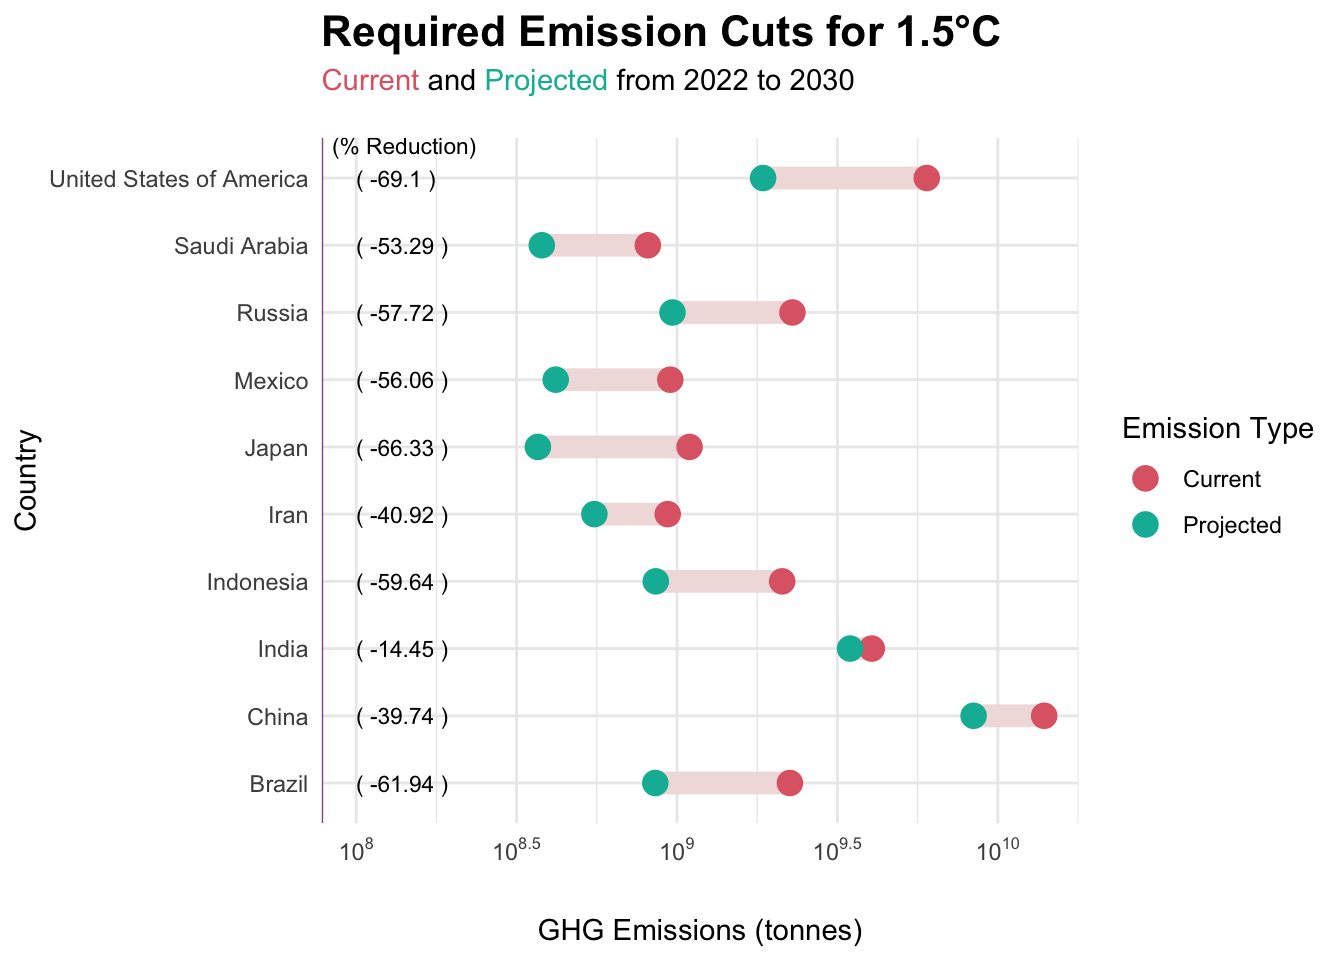 Required Emission Cuts for 1.5°C
Current and Projected from 2022 to 2030
(% Reduction)
United States of America ( -69.1 )
Saudi Arabia ( -53.29 )
Russia ( -57.72 )
Mexico ( -56.06 )
Japan ( -66.33 )
Iran ( -40.92 )
Indonesia ( -59.64 )
India ( -14.45 )
China ( -39.74 )
Brazil ( -61.94 )
Country
10^8 10^8.5 10^9 10^9.5 10^10
GHG Emissions (tonnes)
Emission Type
Current
Projected